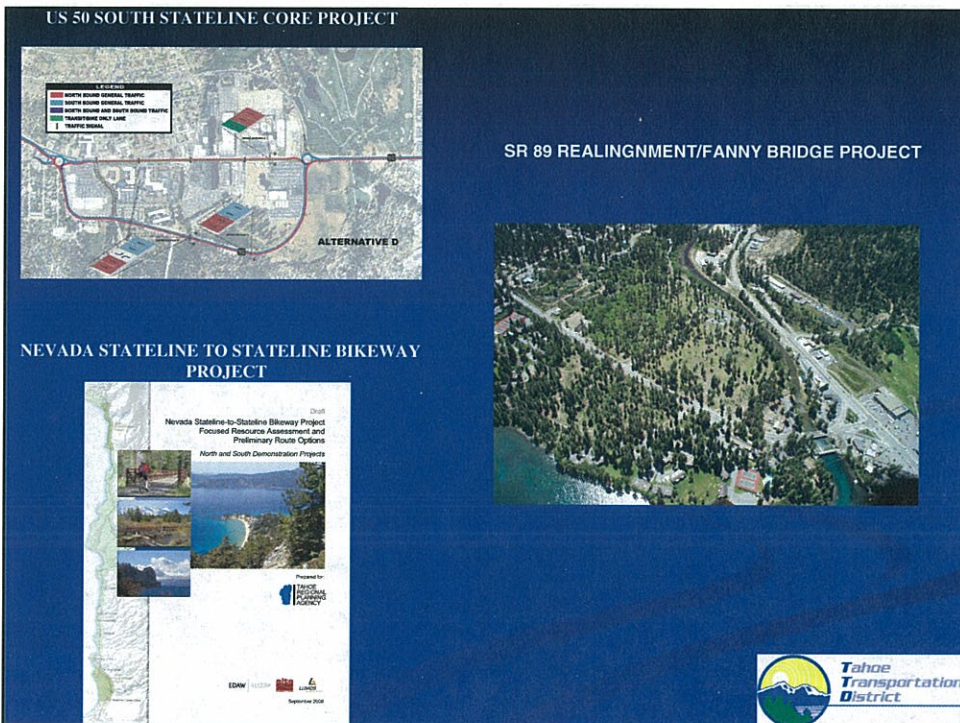 US 50 SOUTH STATELINE CORE PROJECT
LEGEND
NORTH BOUND GENERAL TRAFFIC
SOUTH BOUND GENERAL TRAFFIC
NORTH BOUND AND SOUTH BOUND TRAFFIC
TRANSIT/BIKE ONLY LANE
TRAFFIC SIGNAL
ALTERNATIVE D
SR 89 REALINGNMENT/FANNY BRIDGE PROJECT
NEVADA STATELINE TO STATELINE BIKEWAY
PROJECT
Draft
Nevada Stateline-to-Stateline Bikeway Project
Focused Resource Assessment and
Preliminary Route Options
North and South Demonstration Projects
Prepared for:
TAHOE
REGIONAL
PLANNING
AGENCY
EDAW
LUMOS
September 2008
Tahoe
Transportation
District